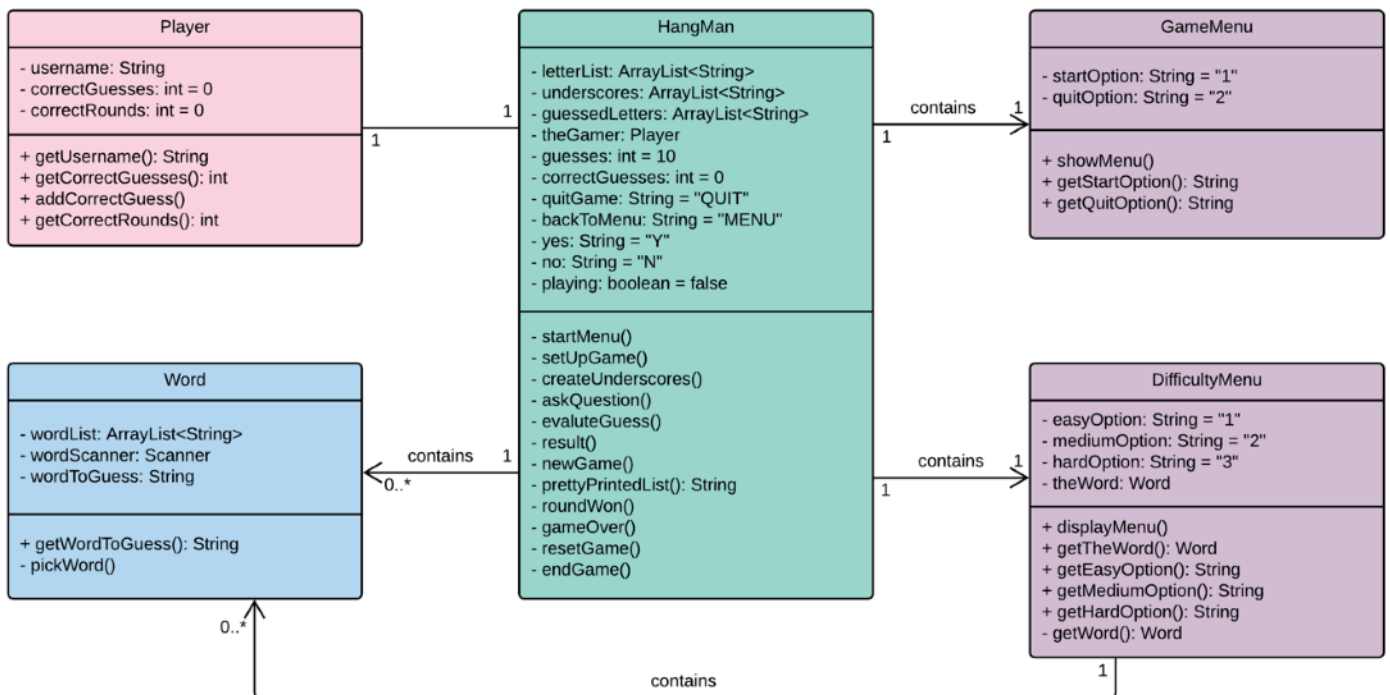 Player
- username: String
- correctGuesses: int = 0
- correctRounds: int = 0
+ getUsername(): String
+ getCorrectGuesses(): int
+ addCorrectGuess()
+ getCorrectRounds(): int
1
1
HangMan
- letterList: ArrayList<String>
- underscores: ArrayList<String>
- guessedLetters: ArrayList<String>
- theGamer: Player
- guesses: int = 10
- correctGuesses: int = 0
- quitGame: String = "QUIT"
- backToMenu: String = "MENU"
- yes: String = "Y"
- no: String = "N"
- playing: boolean = false
- startMenu()
- setUpGame()
- createUnderscores()
- askQuestion()
- evaluteGuess()
- result()
- newGame()
- prettyPrintedList(): String
- roundWon()
- gameOver()
- resetGame()
- endGame()
contains
1
1
GameMenu
- startOption: String = "1"
- quitOption: String = "2"
+ showMenu()
+ getStartOption(): String
+ getQuitOption(): String
Word
- wordList: ArrayList<String>
- wordScanner: Scanner
- wordToGuess: String
+ getWordToGuess(): String
- pickWord()
contains
1
0..*
contains
1
1
DifficultyMenu
- easyOption: String = "1"
- mediumOption: String = "2"
- hardOption: String = "3"
- theWord: Word
+ displayMenu()
+ getTheWord(): Word
+ getEasyOption(): String
+ getMediumOption(): String
+ getHardOption(): String
- getWord(): Word
0..*
contains
1